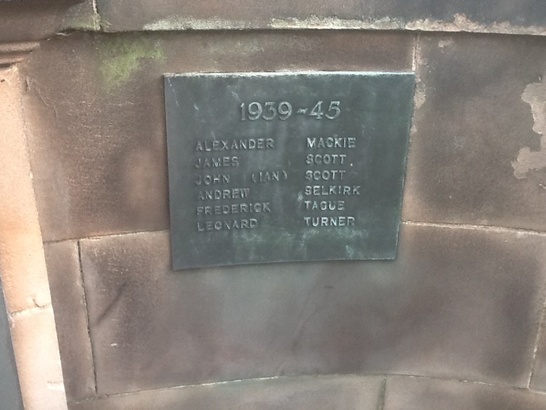 1939-45
ALEXANDER MACKIE
JAMES SCOTT
JOHN (IAN) SCOTT
ANDREW SELKIRK
FREDERICK TAGUE
LEONARD TURNER